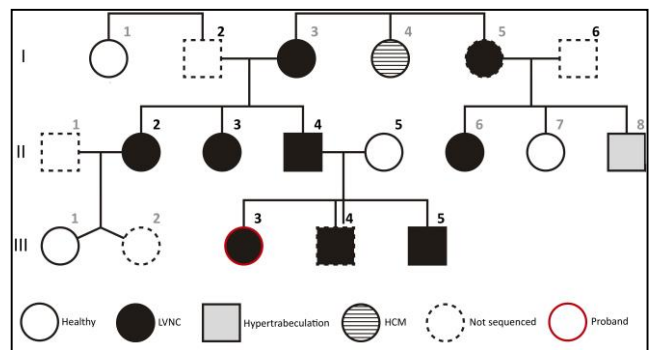 1 2 3 4 5 6
I
1 2 3 4 5 6 7 8
II
1 2 3 4 5
III
Healthy LVNC Hypertrabeculation HCM Not sequenced Proband